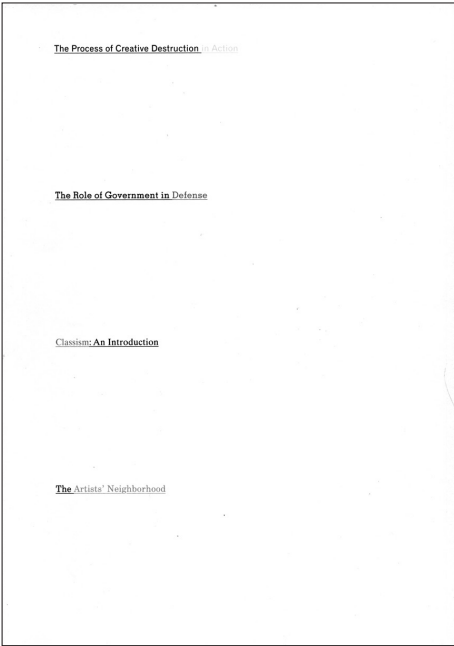 The Process of Creative Destruction in Action
The Role of Government in Defense
Classism: An Introduction
The Artists' Neighborhood